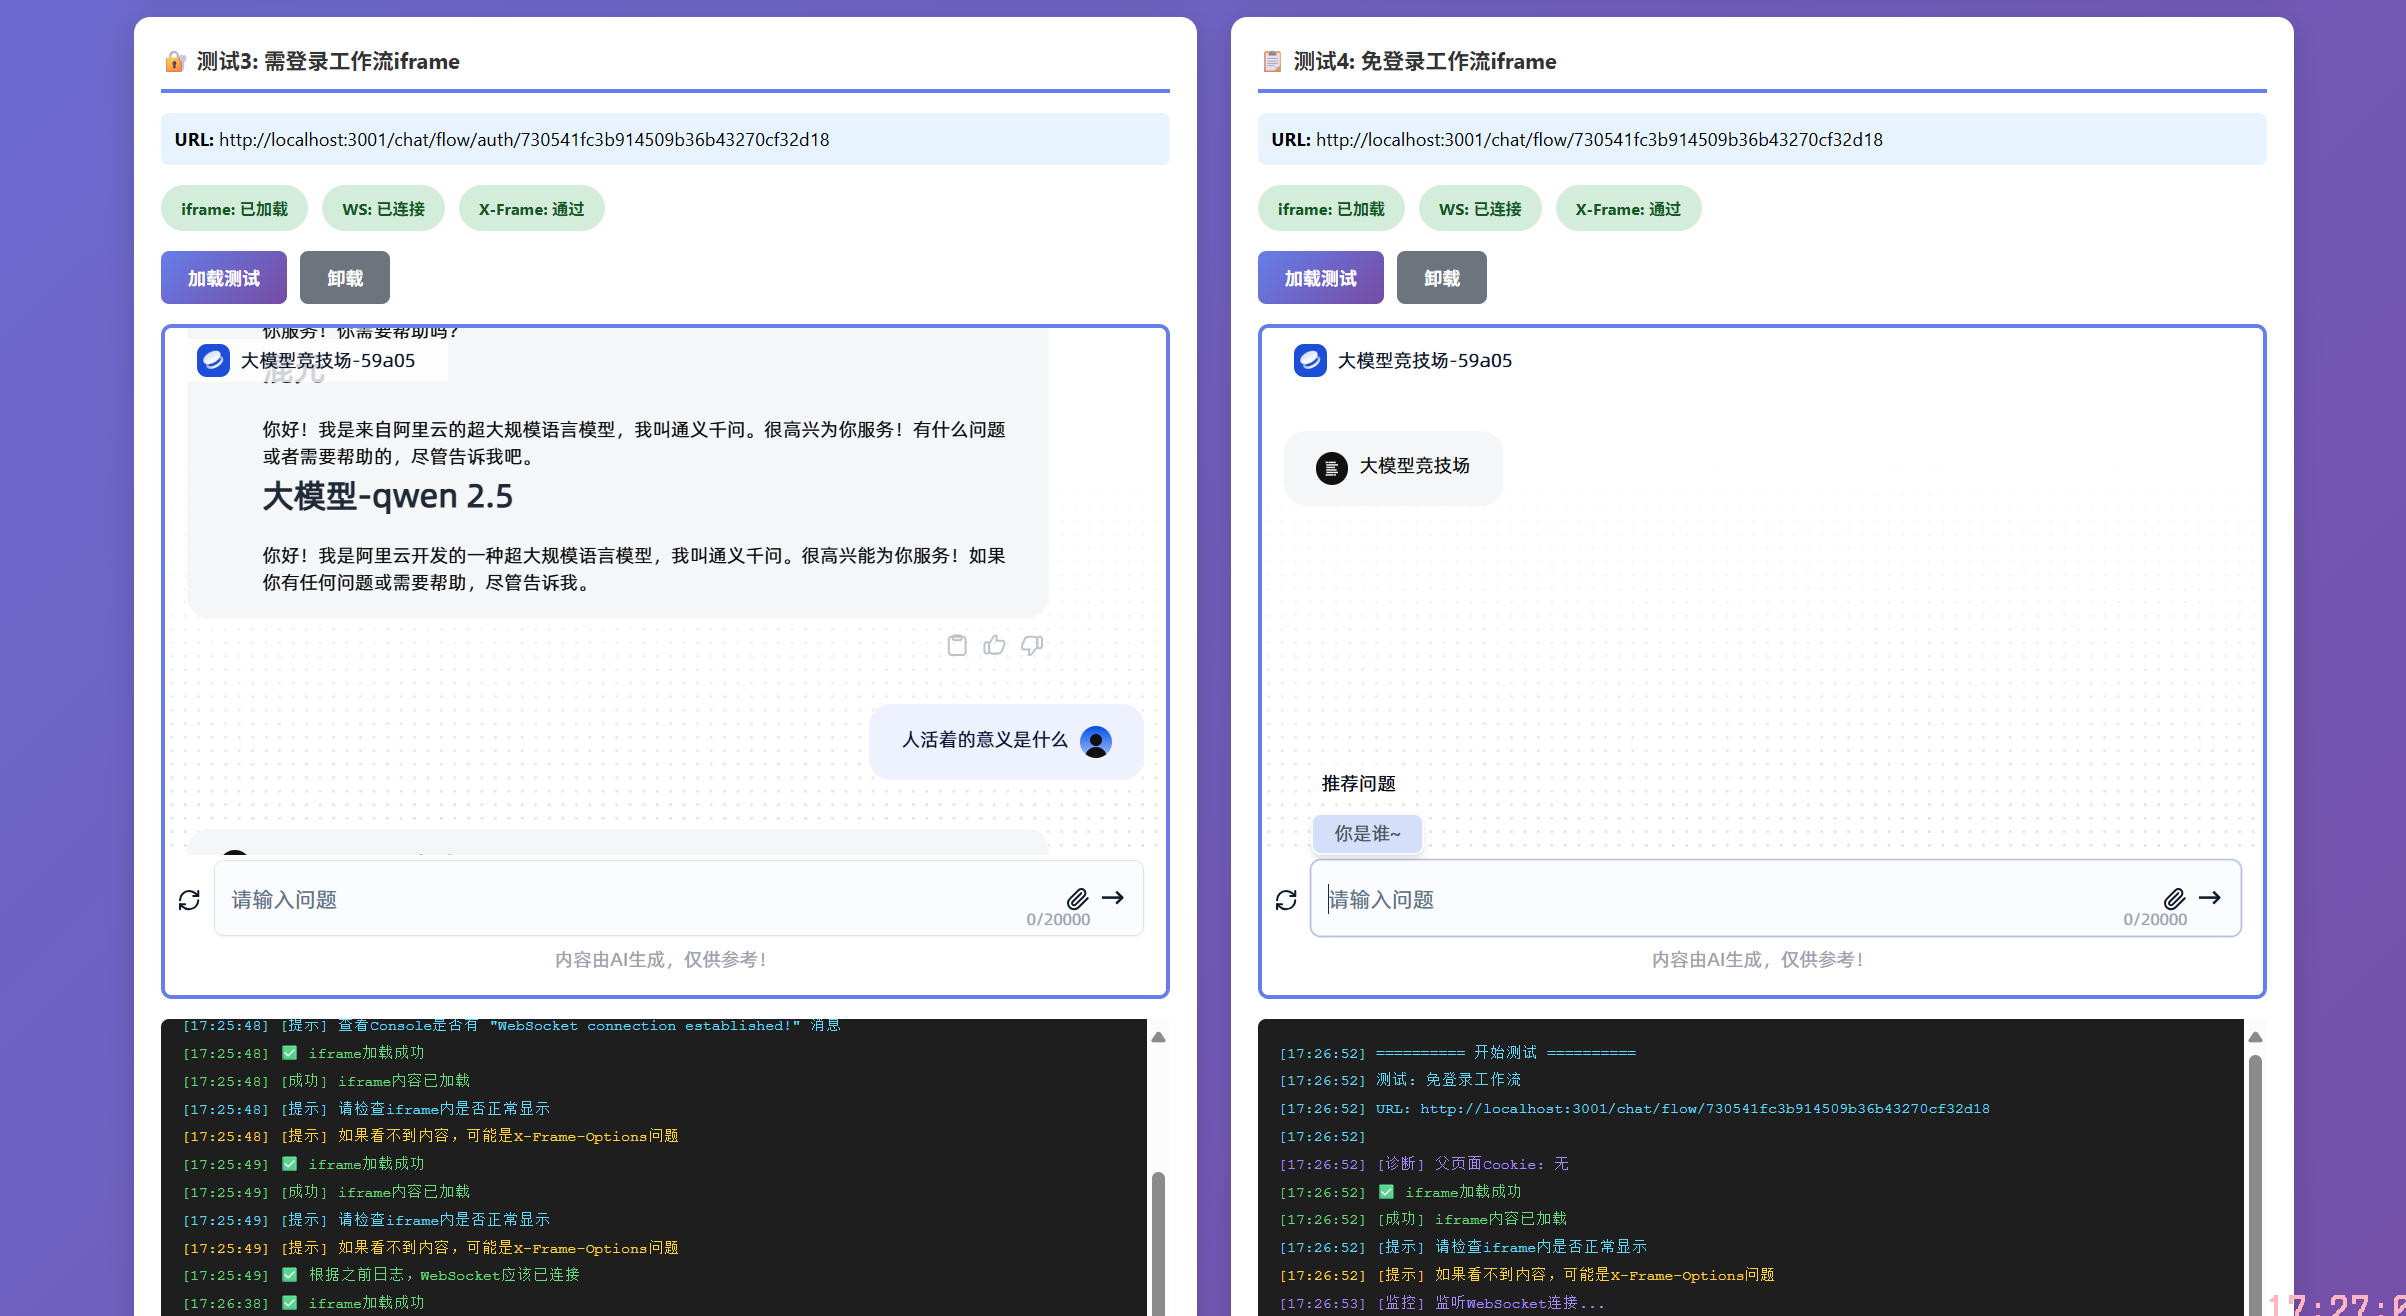 测试3: 需登录工作流iframe
URL: http://localhost:3001/chat/flow/auth/730541fc3b914509b36b43270cf32d18
iframe: 已加载
WS: 已连接
X-Frame: 通过
加载测试
卸载
你服务！你需要帮助吗？
大模型竞技场-59a05
混元
你好！我是来自阿里云的超大规模语言模型，我叫通义千问。很高兴为你服务！有什么问题
或者需要帮助的，尽管告诉我吧。
大模型-qwen 2.5
你好！我是阿里云开发的一种超大规模语言模型，我叫通义千问。很高兴能为你服务！如果
你有任何问题或需要帮助，尽管告诉我。
人活着的意义是什么
请输入问题
0/20000
内容由AI生成，仅供参考！
[17:25:48] [提示] 查看Console是否有 "WebSocket connection established!" 消息
[17:25:48] ✅ iframe加载成功
[17:25:48] [成功] iframe内容已加载
[17:25:48] [提示] 请检查iframe内是否正常显示
[17:25:48] [提示] 如果看不到内容，可能是X-Frame-Options问题
[17:25:49] ✅ iframe加载成功
[17:25:49] [成功] iframe内容已加载
[17:25:49] [提示] 请检查iframe内是否正常显示
[17:25:49] [提示] 如果看不到内容，可能是X-Frame-Options问题
[17:25:49] ✅ 根据之前日志，WebSocket应该已连接
[17:26:38] ✅ iframe加载成功
测试4: 免登录工作流iframe
URL: http://localhost:3001/chat/flow/730541fc3b914509b36b43270cf32d18
iframe: 已加载
WS: 已连接
X-Frame: 通过
加载测试
卸载
大模型竞技场-59a05
大模型竞技场
推荐问题
你是谁~
请输入问题
0/20000
内容由AI生成，仅供参考！
[17:26:52] ========== 开始测试 ==========
[17:26:52] 测试: 免登录工作流
[17:26:52] URL: http://localhost:3001/chat/flow/730541fc3b914509b36b43270cf32d18
[17:26:52]
[17:26:52] [诊断] 父页面Cookie: 无
[17:26:52] ✅ iframe加载成功
[17:26:52] [成功] iframe内容已加载
[17:26:52] [提示] 请检查iframe内是否正常显示
[17:26:52] [提示] 如果看不到内容，可能是X-Frame-Options问题
[17:26:53] [监控] 监听WebSocket连接...
17:27: